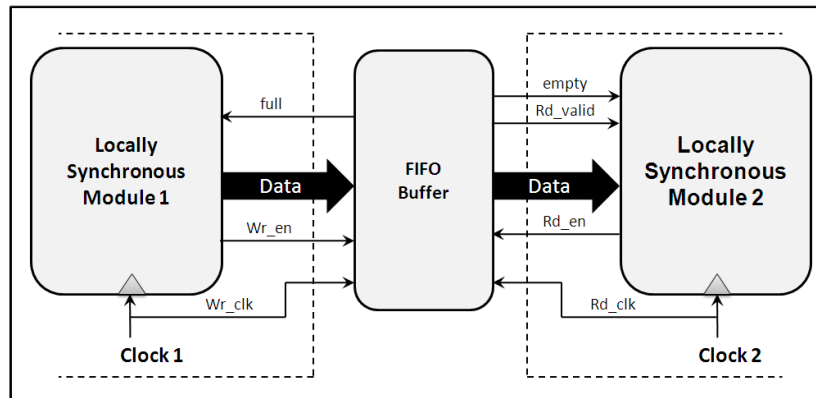 Locally
Synchronous
Module 1
full
Data
Wr_en
Wr_clk
Clock 1
FIFO
Buffer
empty
Rd_valid
Data
Rd_en
Rd_clk
Locally
Synchronous
Module 2
Clock 2